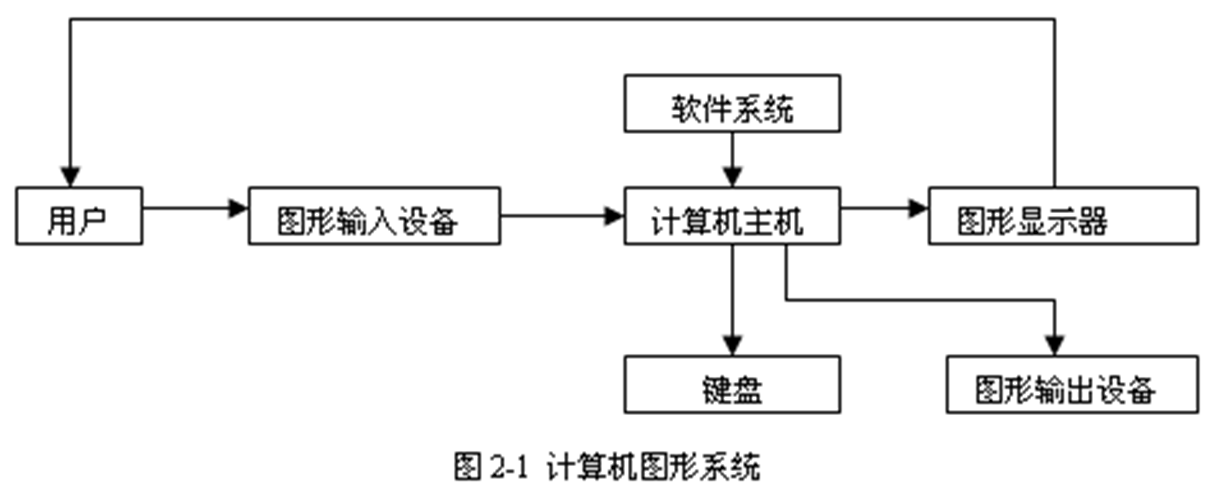 软件系统
用户
图形输入设备
计算机主机
图形显示器
键盘
图形输出设备
图 2-1 计算机图形系统